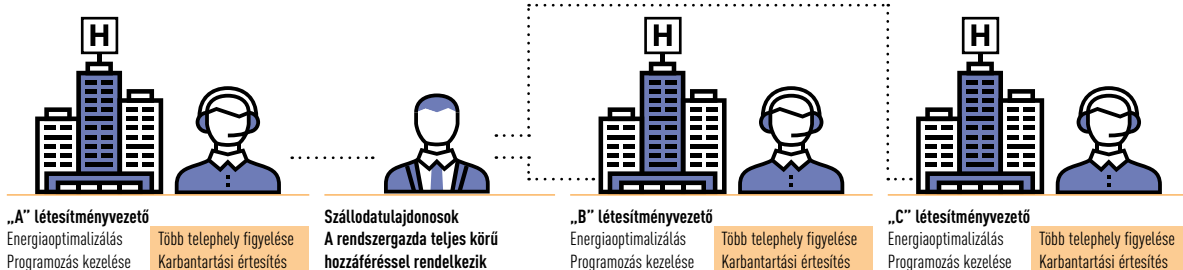 H
H
H
„A” létesítményvezető
Energiaoptimalizálás
Programozás kezelése
Több telephely figyelése
Karbantartási értesítés
Szállodatulajdonosok
A rendszergazda teljes körű
hozzáféréssel rendelkezik
„B” létesítményvezető
Energiaoptimalizálás
Programozás kezelése
Több telephely figyelése
Karbantartási értesítés
„C” létesítményvezető
Energiaoptimalizálás
Programozás kezelése
Több telephely figyelése
Karbantartási értesítés